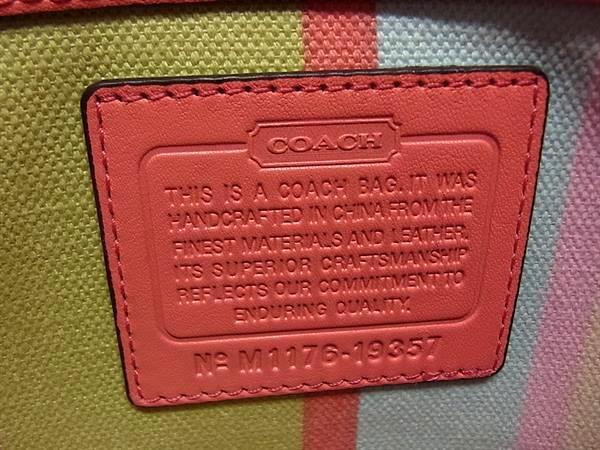 COACH
THIS IS A COACH BAG. IT WAS
HANDCRAFTED IN CHINA FROM THE
FINEST MATERIALS AND LEATHER.
ITS SUPERIOR CRAFTSMANSHIP
REFLECTS OUR COMMITMENT TO
ENDURING QUALITY.
Nº M1176-19357